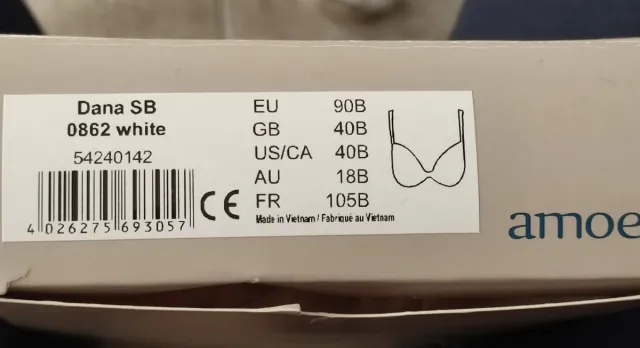 Dana SB
0862 white
54240142
4 026275 693057
CE
EU 90B
GB 40B
US/CA 40B
AU 18B
FR 105B
Made in Vietnam / Fabriqué au Vietnam
amoe